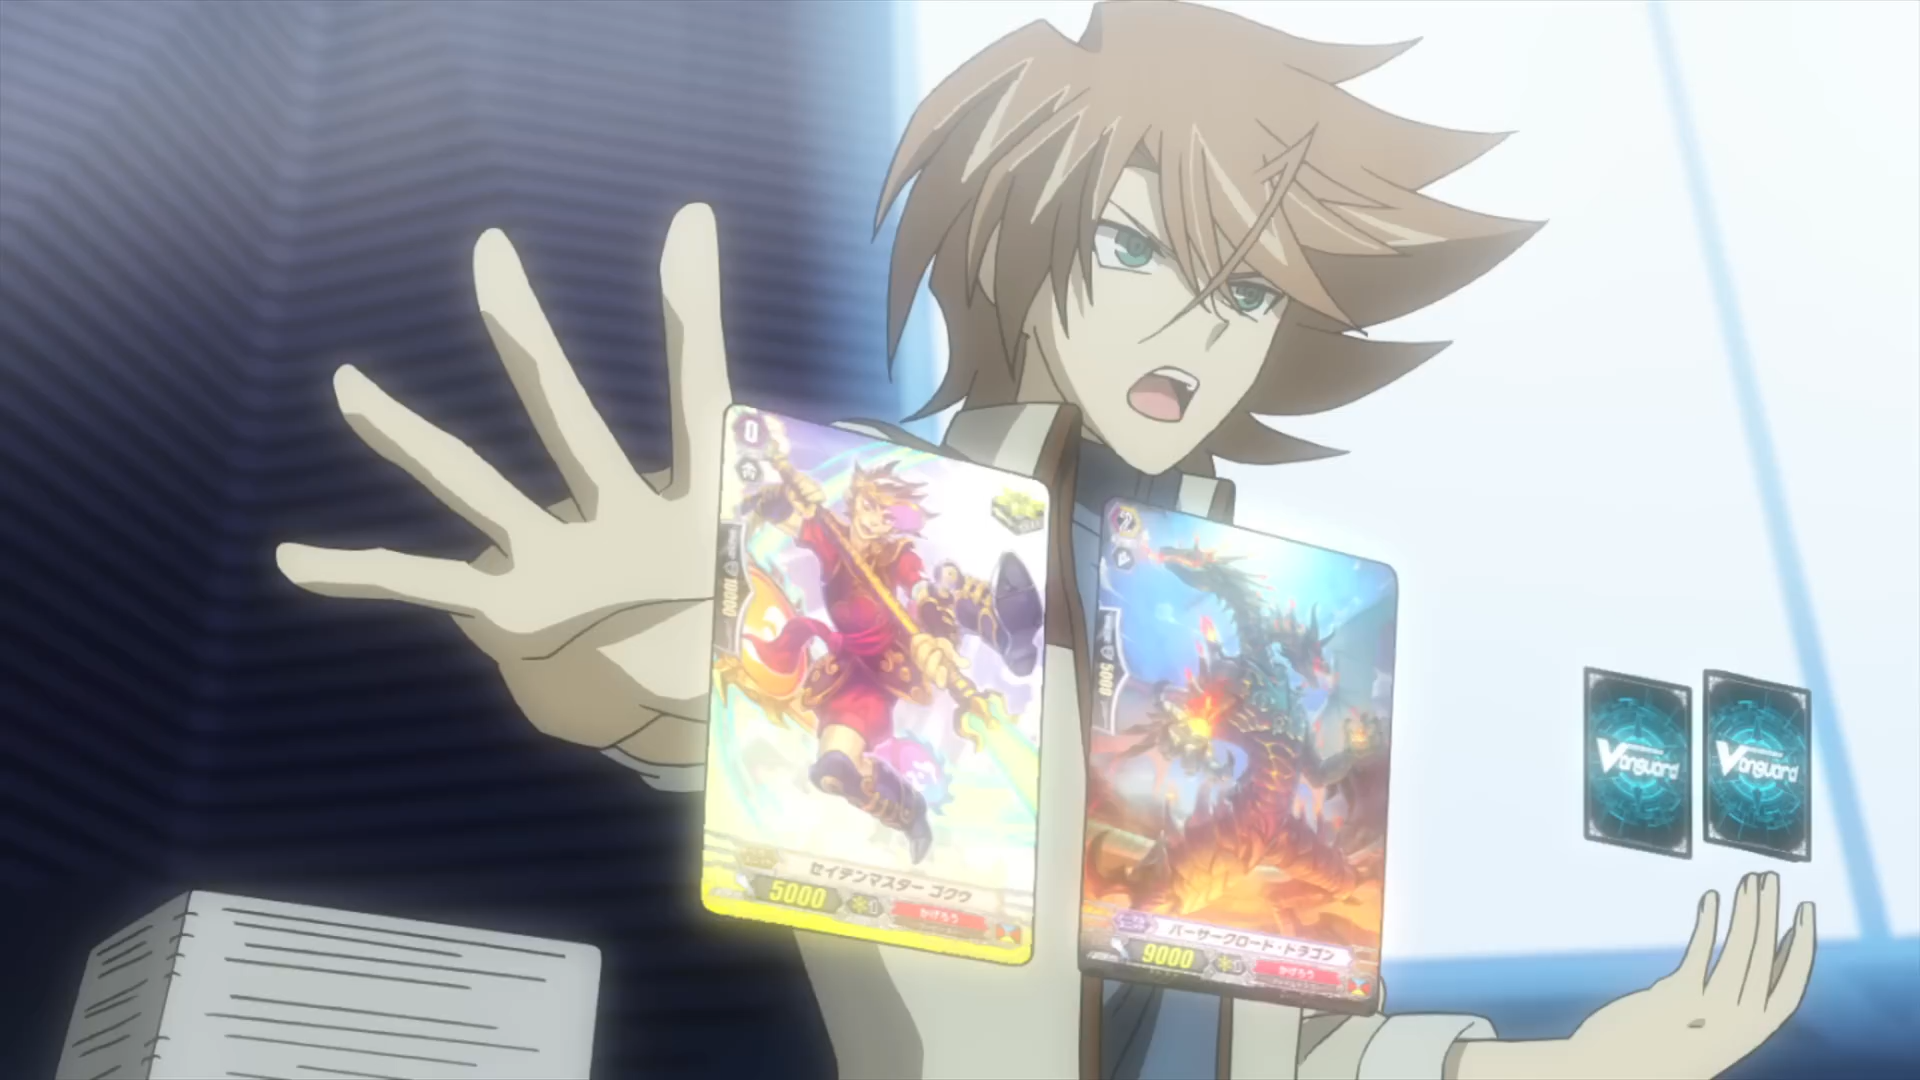 0
10000
セイテンマスター ゴクウ
5000
1
かげろう
2
5000
バーサークロード・ドラゴン
9000
1
かげろう
Vanguard
Vanguard